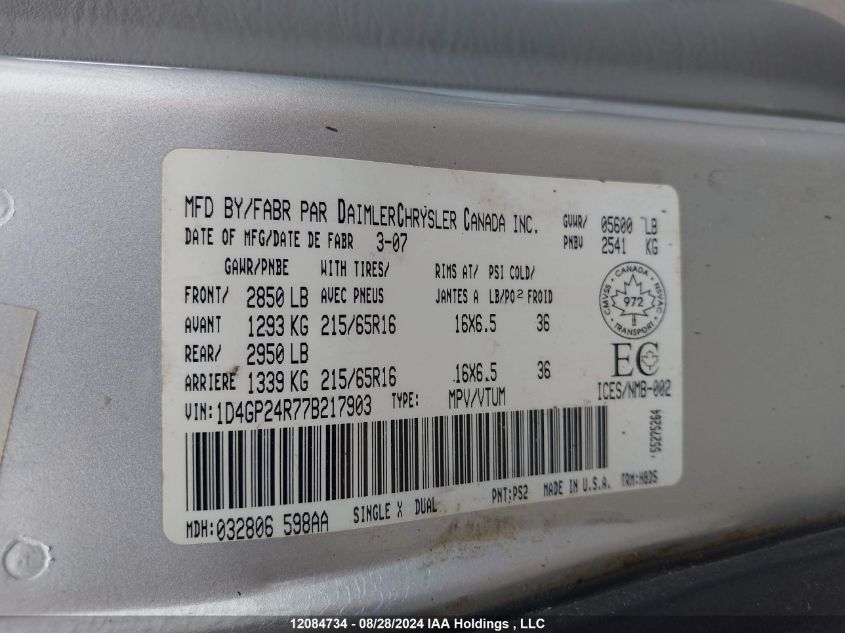 MFD BY/FABR PAR DAIMLERCHRYSLER CANADA INC. GVWR/ 05600 LB
DATE OF MFG/DATE DE FABR 3-07 PNBV 2541 KG
GAWR/PNBE WITH TIRES/ RIMS AT/ PSI COLD/
FRONT/ 2850 LB AVEC PNEUS JANTES A LB/PO² FROID
AVANT 1293 KG 215/65R16 16X6.5 36
REAR/ 2950 LB
ARRIERE 1339 KG 215/65R16 16X6.5 36
CANADA
CMVSS NSVAC
972
TRANSPORT
EC
ICES/NMB-002
VIN: 1D4GP24R77B217903 TYPE: MPV/VTUM
55275264
PNT:PS2 MADE IN U.S.A. TRM:H8D5
MDH:032806 598AA SINGLE X DUAL
12084734 - 08/28/2024 IAA Holdings , LLC